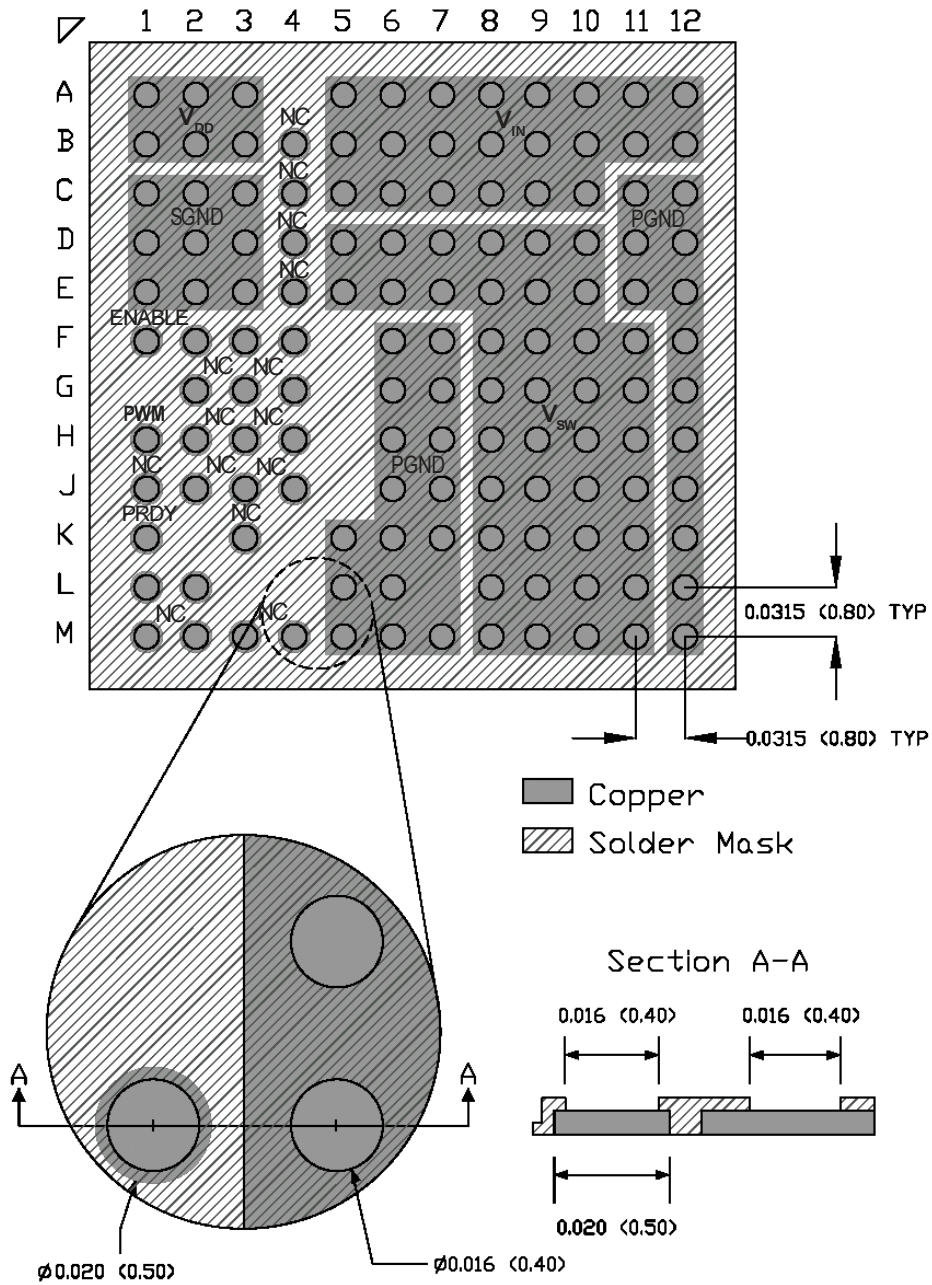 1 2 3 4 5 6 7 8 9 10 11 12
A
NC
VDD
VIN
B
NC
C
SGND
NC
PGND
D
NC
E
ENABLE
F
NC NC
G
PWM
NC NC
VSW
H
NC
NC NC
PGND
J
PRDY
NC
K
L
0.0315 (0.80) TYP
NC
NC
M
0.0315 (0.80) TYP
Copper
Solder Mask
Section A-A
0.016 (0.40)
0.016 (0.40)
A
A
0.020 (0.50)
Ø0.020 (0.50)
Ø0.016 (0.40)